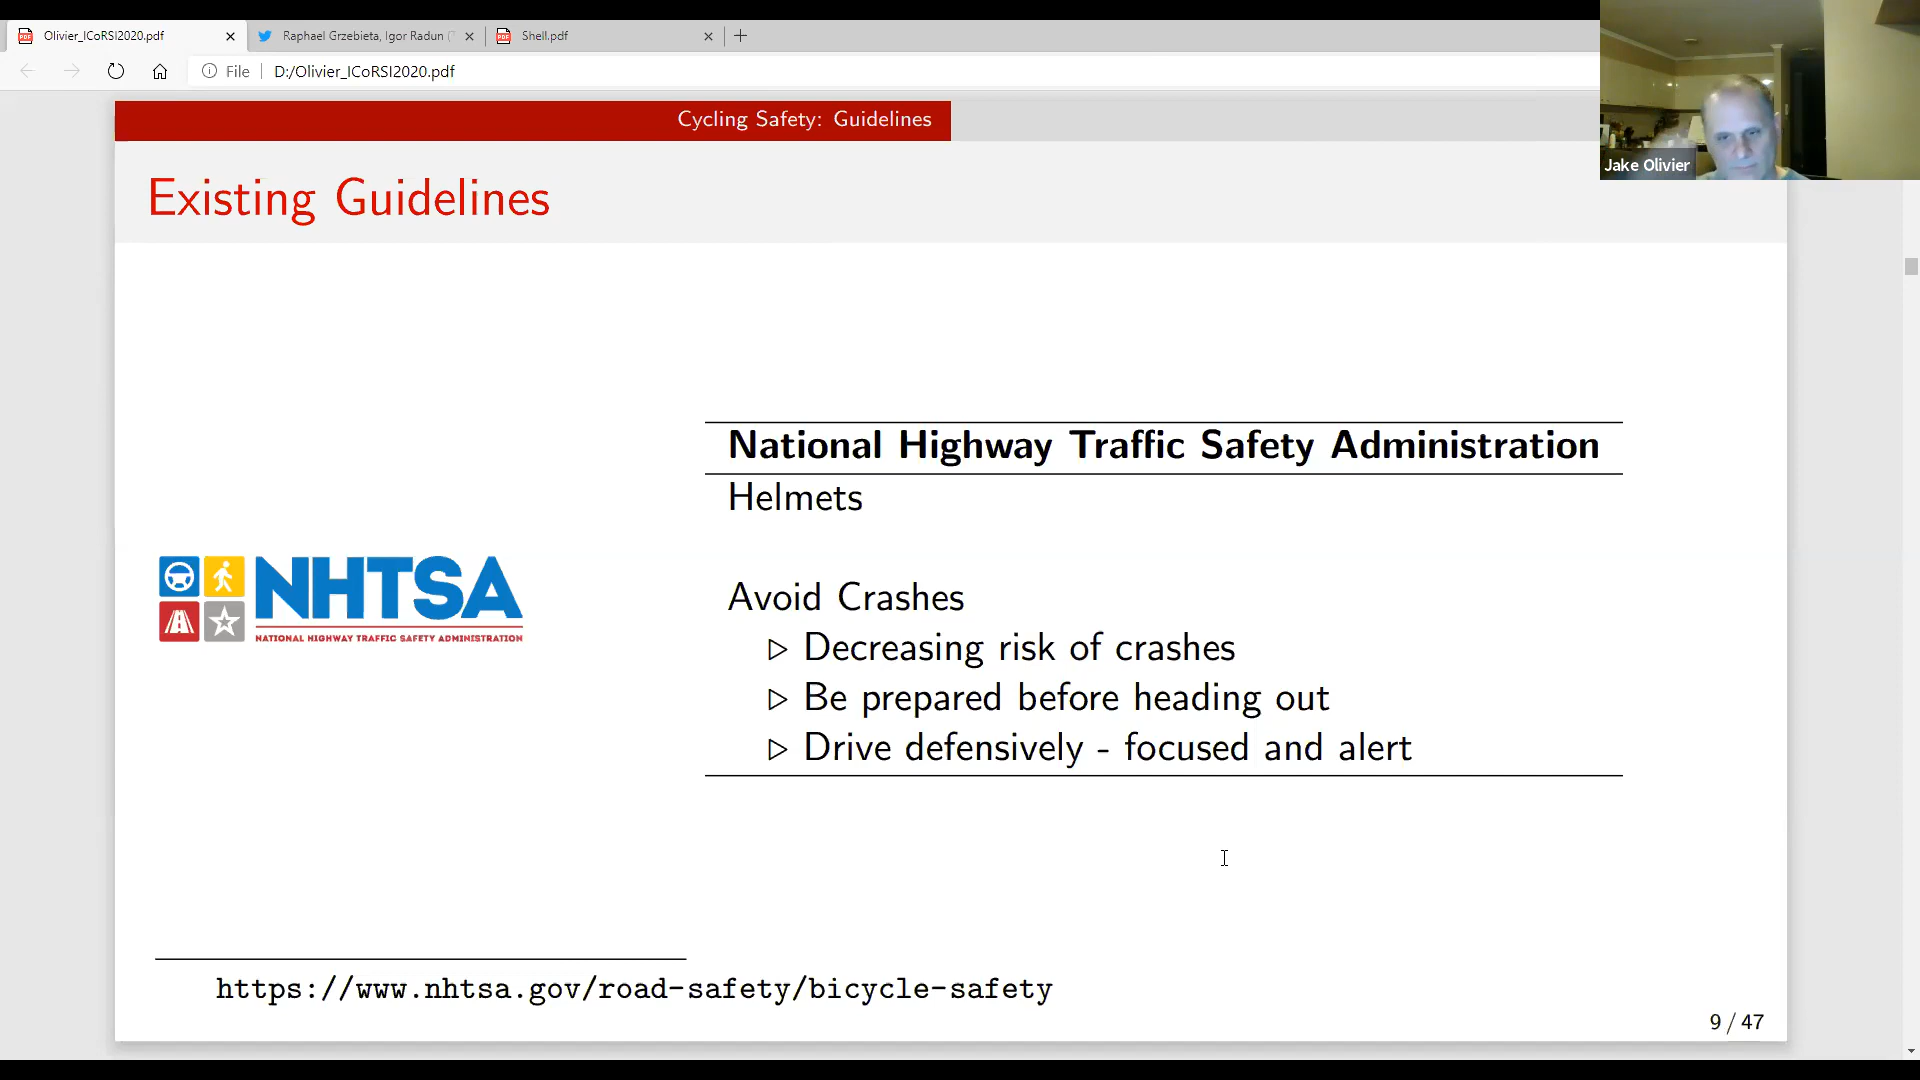 Olivier_ICoRSI2020.pdf
Raphael Grzebieta, Igor Radun (
Shell.pdf
File
D:/Olivier_ICoRSI2020.pdf
Jake Olivier
Cycling Safety: Guidelines
Existing Guidelines
National Highway Traffic Safety Administration
Helmets
Avoid Crashes
▷ Decreasing risk of crashes
▷ Be prepared before heading out
▷ Drive defensively - focused and alert
NHTSA
NATIONAL HIGHWAY TRAFFIC SAFETY ADMINISTRATION
https://www.nhtsa.gov/road-safety/bicycle-safety
9 / 47